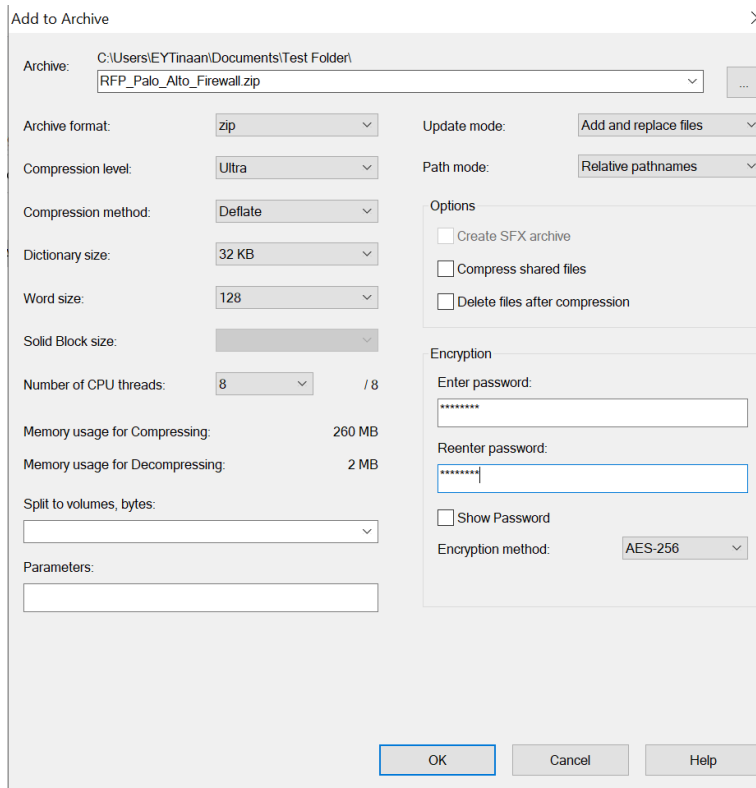 Add to Archive
Archive:
C:\Users\EYTinaan\Documents\Test Folder\
RFP_Palo_Alto_Firewall.zip
...
Archive format:
zip
Compression level:
Ultra
Compression method:
Deflate
Dictionary size:
32 KB
Word size:
128
Solid Block size:
Number of CPU threads:
8
/ 8
Memory usage for Compressing:
260 MB
Memory usage for Decompressing:
2 MB
Split to volumes, bytes:
Parameters:
Update mode:
Add and replace files
Path mode:
Relative pathnames
Options
Create SFX archive
Compress shared files
Delete files after compression
Encryption
Enter password:
********
Reenter password:
********
Show Password
Encryption method:
AES-256
OK
Cancel
Help